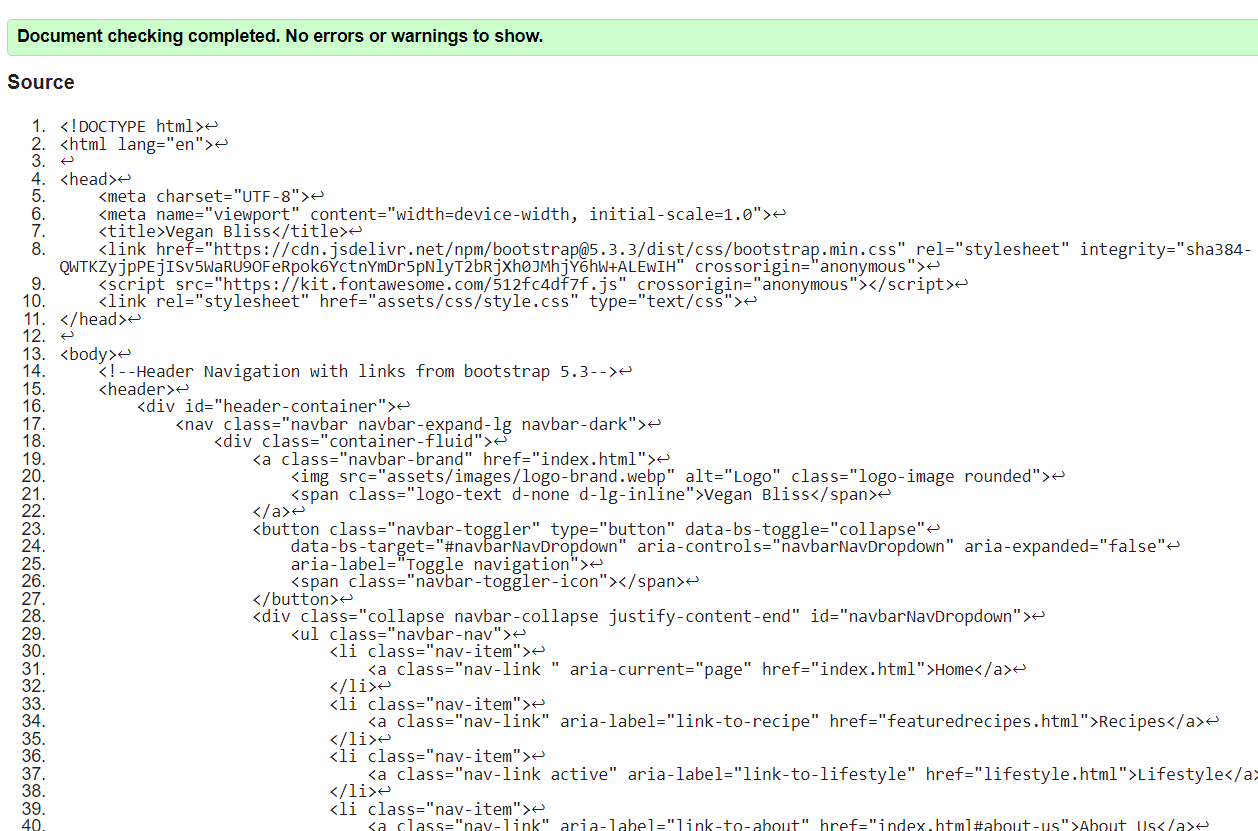 Document checking completed. No errors or warnings to show.
Source
1. <!DOCTYPE html>↩
2. <html lang="en">↩
3. ↩
4. <head>↩
5. <meta charset="UTF-8">↩
6. <meta name="viewport" content="width=device-width, initial-scale=1.0">↩
7. <title>Vegan Bliss</title>↩
8. <link href="https://cdn.jsdelivr.net/npm/bootstrap@5.3.3/dist/css/bootstrap.min.css" rel="stylesheet" integrity="sha384-
QWTKZyjpPEjISv5WaRU9OFeRpok6YctnYmDr5pNlyT2bRjXh0JMhjY6hW+ALEwIH" crossorigin="anonymous">↩
9. <script src="https://kit.fontawesome.com/512fc4df7f.js" crossorigin="anonymous"></script>↩
10. <link rel="stylesheet" href="assets/css/style.css" type="text/css">↩
11. </head>↩
12. ↩
13. <body>↩
14. <!--Header Navigation with links from bootstrap 5.3-->↩
15. <header>↩
16. <div id="header-container">↩
17. <nav class="navbar navbar-expand-lg navbar-dark">↩
18. <div class="container-fluid">↩
19. <a class="navbar-brand" href="index.html">↩
20. <img src="assets/images/logo-brand.webp" alt="Logo" class="logo-image rounded">↩
21. <span class="logo-text d-none d-lg-inline">Vegan Bliss</span>↩
22. </a>↩
23. <button class="navbar-toggler" type="button" data-bs-toggle="collapse"↩
24. data-bs-target="#navbarNavDropdown" aria-controls="navbarNavDropdown" aria-expanded="false"↩
25. aria-label="Toggle navigation">↩
26. <span class="navbar-toggler-icon"></span>↩
27. </button>↩
28. <div class="collapse navbar-collapse justify-content-end" id="navbarNavDropdown">↩
29. <ul class="navbar-nav">↩
30. <li class="nav-item">↩
31. <a class="nav-link " aria-current="page" href="index.html">Home</a>↩
32. </li>↩
33. <li class="nav-item">↩
34. <a class="nav-link" aria-label="link-to-recipe" href="featuredrecipes.html">Recipes</a>↩
35. </li>↩
36. <li class="nav-item">↩
37. <a class="nav-link active" aria-label="link-to-lifestyle" href="lifestyle.html">Lifestyle</a>
38. </li>↩
39. <li class="nav-item">↩
40. <a class="nav-link" aria-label="link-to-about" href="index.html#about-us">About Us</a>↩